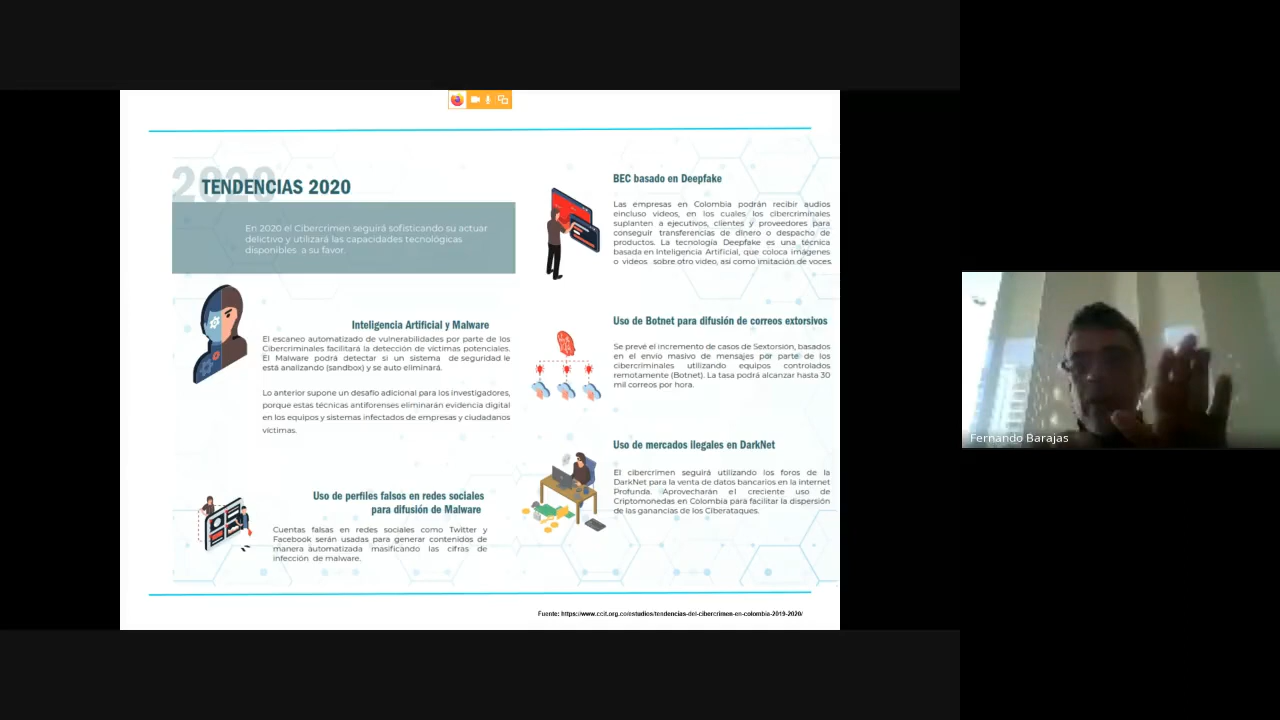 2020
TENDENCIAS 2020
En 2020 el Cibercrimen seguirá sofisticando su actuar
delictivo y utilizará las capacidades tecnológicas
disponibles a su favor.
Inteligencia Artificial y Malware
El escaneo automatizado de vulnerabilidades por parte de los
Cibercriminales facilitará la detección de víctimas potenciales.
El Malware podrá detectar si un sistema de seguridad le
está analizando (sandbox) y se auto eliminará.
Lo anterior supone un desafío adicional para los investigadores,
porque estas técnicas antiforenses eliminarán evidencia digital
en los equipos y sistemas infectados de empresas y ciudadanos
víctimas.
Uso de perfiles falsos en redes sociales
para difusión de Malware
Cuentas falsas en redes sociales como Twitter y
Facebook serán usadas para generar contenidos de
manera automatizada masificando las cifras de
infección de malware.
BEC basado en Deepfake
Las empresas en Colombia podrán recibir audios
eincluso videos, en los cuales los cibercriminales
suplanten a ejecutivos, clientes y proveedores para
conseguir transferencias de dinero o despacho de
productos. La tecnología Deepfake es una técnica
basada en Inteligencia Artificial, que coloca imágenes
o videos sobre otro video, así como imitación de voces.
Uso de Botnet para difusión de correos extorsivos
Se prevé el incremento de casos de Sextorsión, basados
en el envio masivo de mensajes por parte de los
cibercriminales utilizando equipos controlados
remotamente (Botnet). La tasa podrá alcanzar hasta 30
mil correos por hora.
Uso de mercados ilegales en DarkNet
El cibercrimen seguirá utilizando los foros de la
DarkNet para la venta de datos bancarios en la internet
Profunda. Aprovecharán el creciente uso de
Criptomonedas en Colombia para facilitar la dispersión
de las ganancias de los Ciberataques.
Fuente: https://www.ccit.org.co/estudios/tendencias-del-cibercrimen-en-colombia-2019-2020/
Fernando Barajas